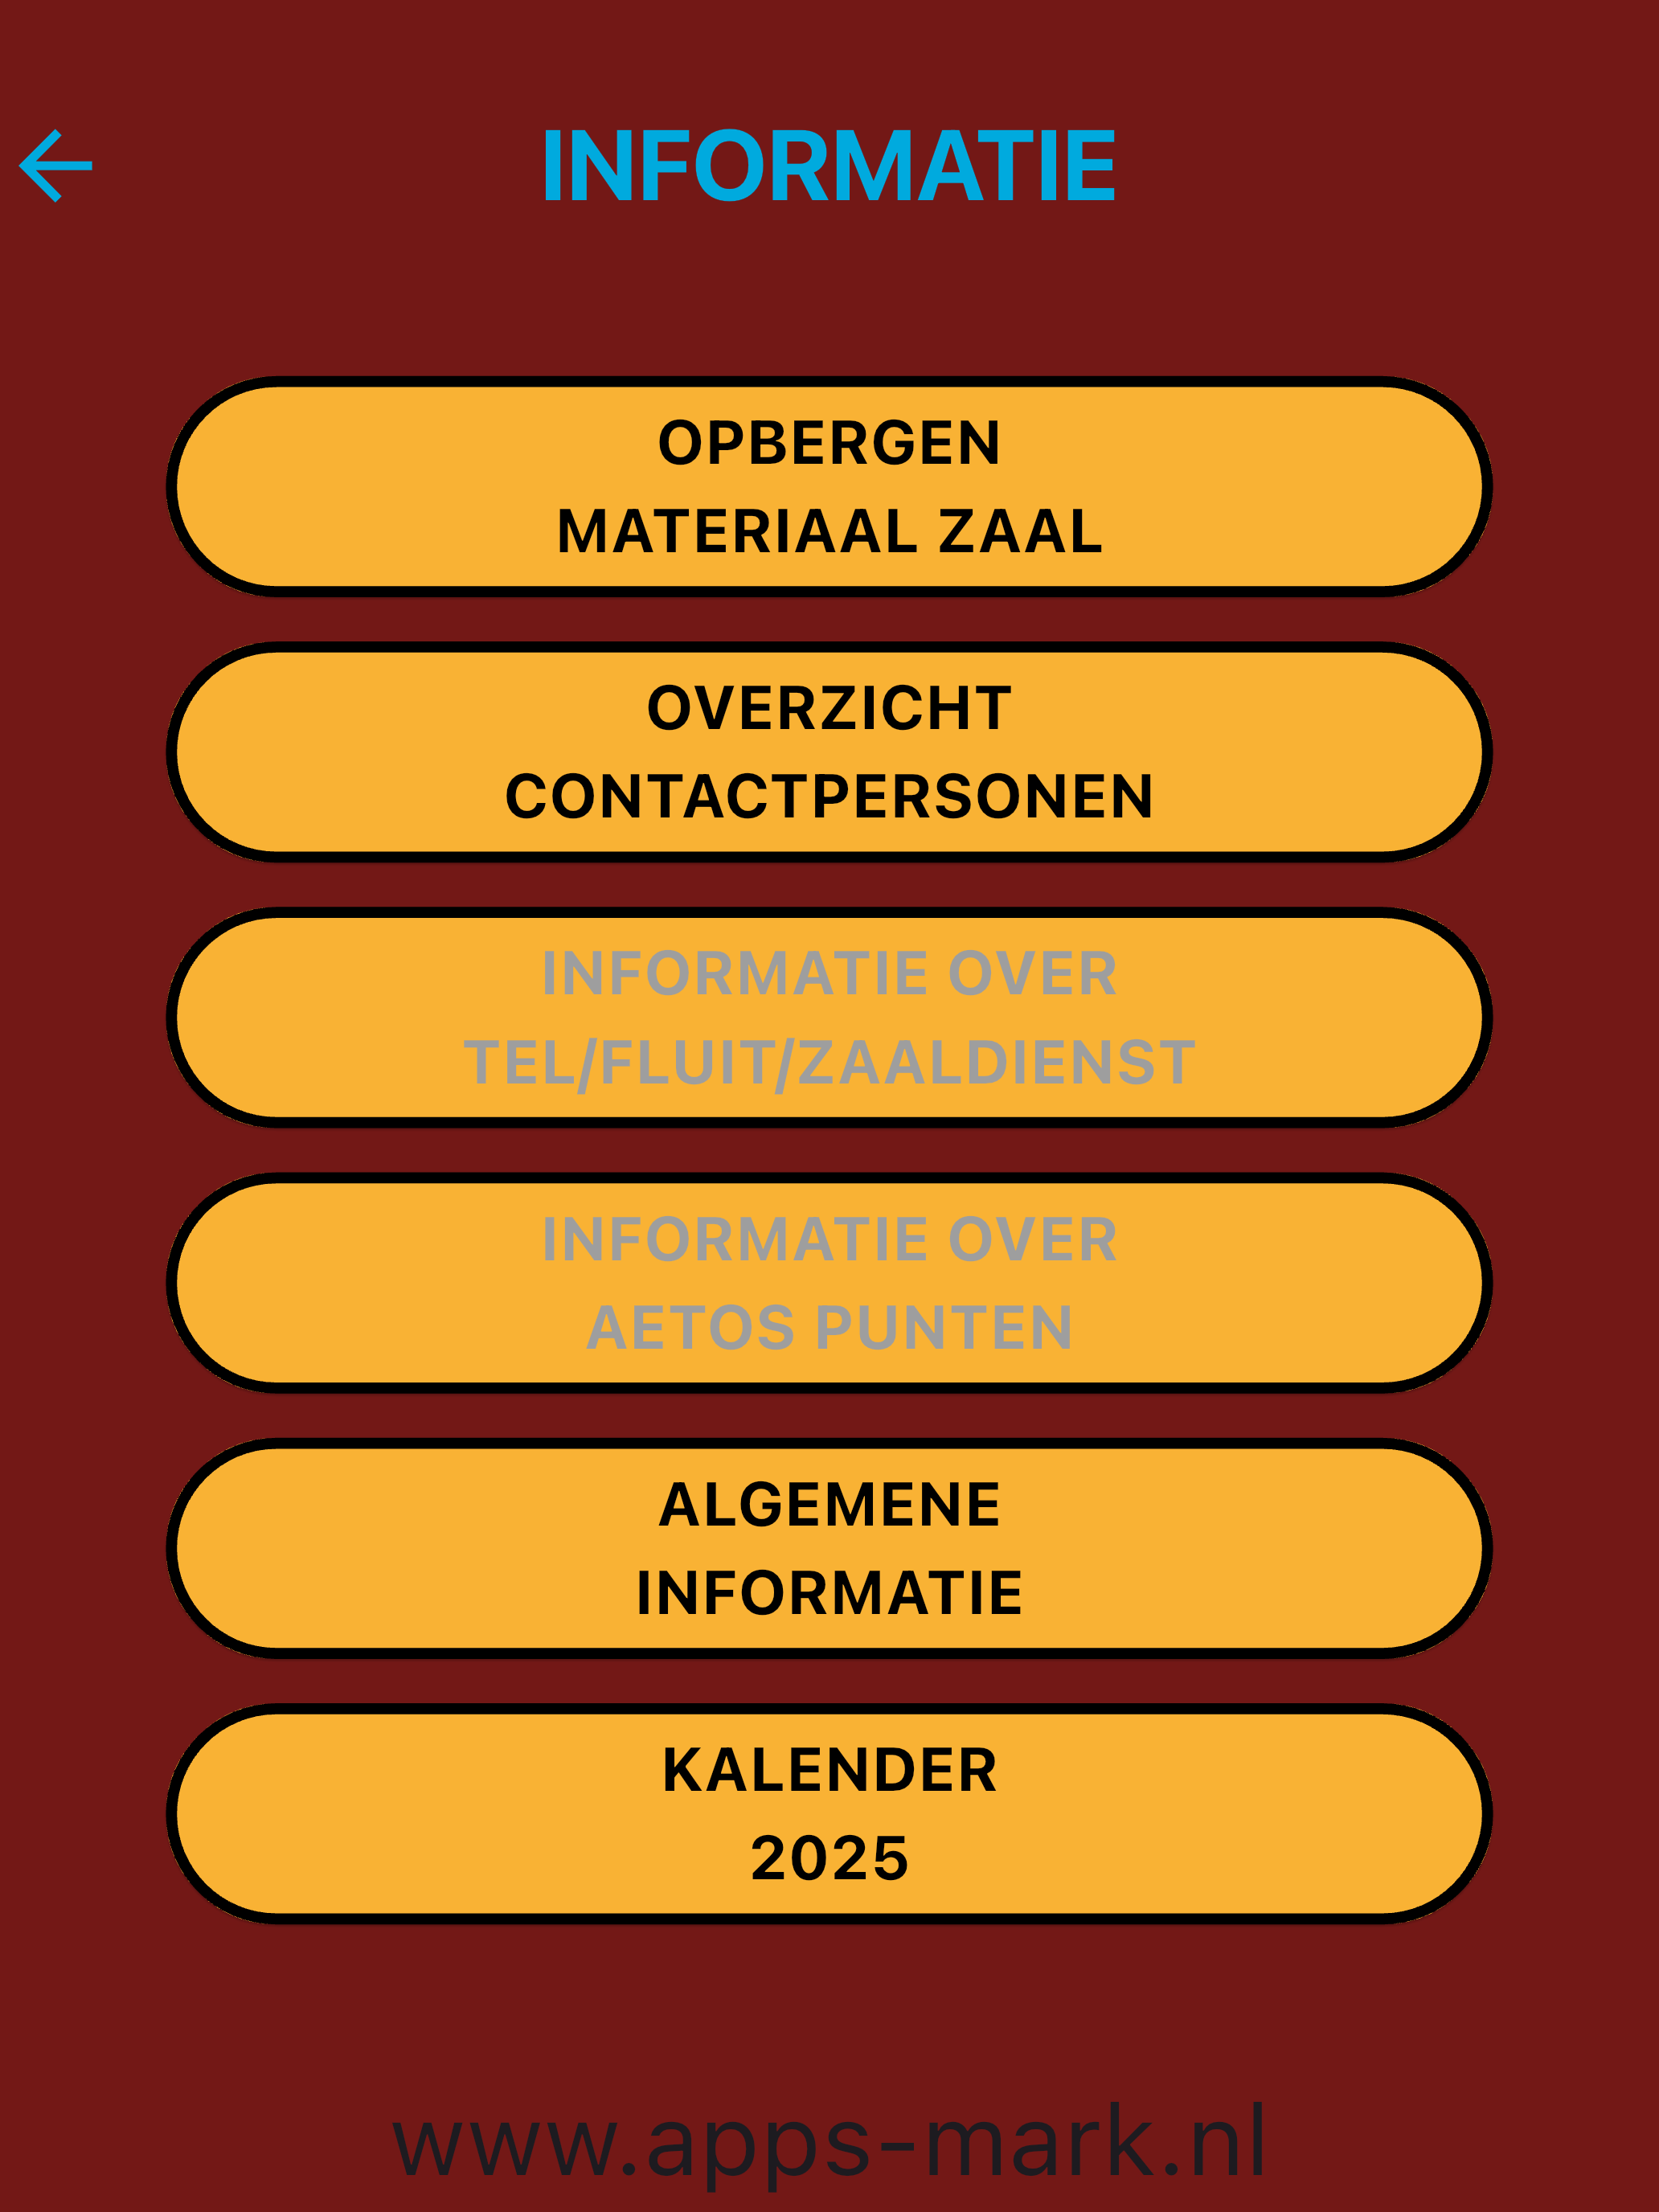 INFORMATIE
OPBERGEN
MATERIAAL ZAAL
OVERZICHT
CONTACTPERSONEN
INFORMATIE OVER
TEL/FLUIT/ZAALDIENST
INFORMATIE OVER
AETOS PUNTEN
ALGEMENE
INFORMATIE
KALENDER
2025
www.apps-mark.nl